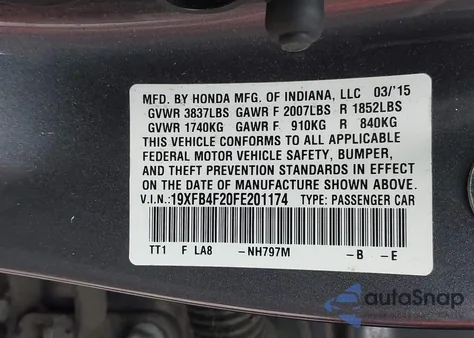 MFD. BY HONDA MFG. OF INDIANA, LLC 03/'15
GVWR 3837LBS GAWR F 2007LBS R 1852LBS
GVWR 1740KG GAWR F 910KG R 840KG
THIS VEHICLE CONFORMS TO ALL APPLICABLE
FEDERAL MOTOR VEHICLE SAFETY, BUMPER,
AND THEFT PREVENTION STANDARDS IN EFFECT
ON THE DATE OF MANUFACTURE SHOWN ABOVE.
V.I.N.:19XFB4F20FE201174 TYPE: PASSENGER CAR
TT1 F LA8 -NH797M -B -E
autoSnap